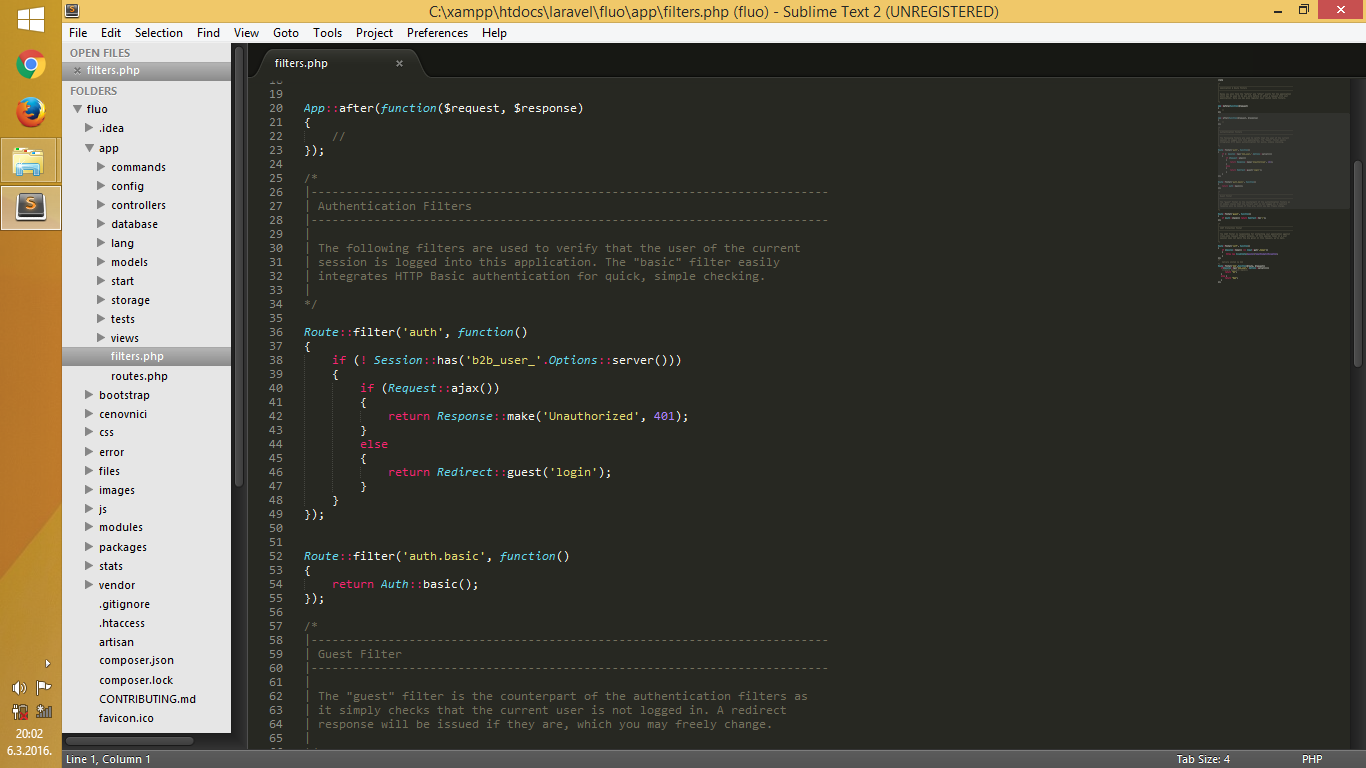 C:\xampp\htdocs\laravel\fluo\app\filters.php (fluo) - Sublime Text 2 (UNREGISTERED)
File Edit Selection Find View Goto Tools Project Preferences Help
OPEN FILES
filters.php
FOLDERS
fluo
.idea
app
commands
config
controllers
database
lang
models
start
storage
tests
views
filters.php
routes.php
bootstrap
cenovnici
css
error
files
images
js
modules
packages
stats
vendor
.gitignore
.htaccess
artisan
composer.json
composer.lock
CONTRIBUTING.md
favicon.ico
20:02
6.3.2016.
filters.php
18
19
20 App::after(function($request, $response)
21 {
22     //
23 });
24
25 /*
26 |--------------------------------------------------------------------------
27 | Authentication Filters
28 |--------------------------------------------------------------------------
29 |
30 | The following filters are used to verify that the user of the current
31 | session is logged into this application. The "basic" filter easily
32 | integrates HTTP Basic authentication for quick, simple checking.
33 |
34 */
35
36 Route::filter('auth', function()
37 {
38     if (! Session::has('b2b_user_'.Options::server()))
39     {
40         if (Request::ajax())
41         {
42             return Response::make('Unauthorized', 401);
43         }
44         else
45         {
46             return Redirect::guest('login');
47         }
48     }
49 });
50
51
52 Route::filter('auth.basic', function()
53 {
54     return Auth::basic();
55 });
56
57 /*
58 |--------------------------------------------------------------------------
59 | Guest Filter
60 |--------------------------------------------------------------------------
61 |
62 | The "guest" filter is the counterpart of the authentication filters as
63 | it simply checks that the current user is not logged in. A redirect
64 | response will be issued if they are, which you may freely change.
65 |
Line 1, Column 1
Tab Size: 4
PHP